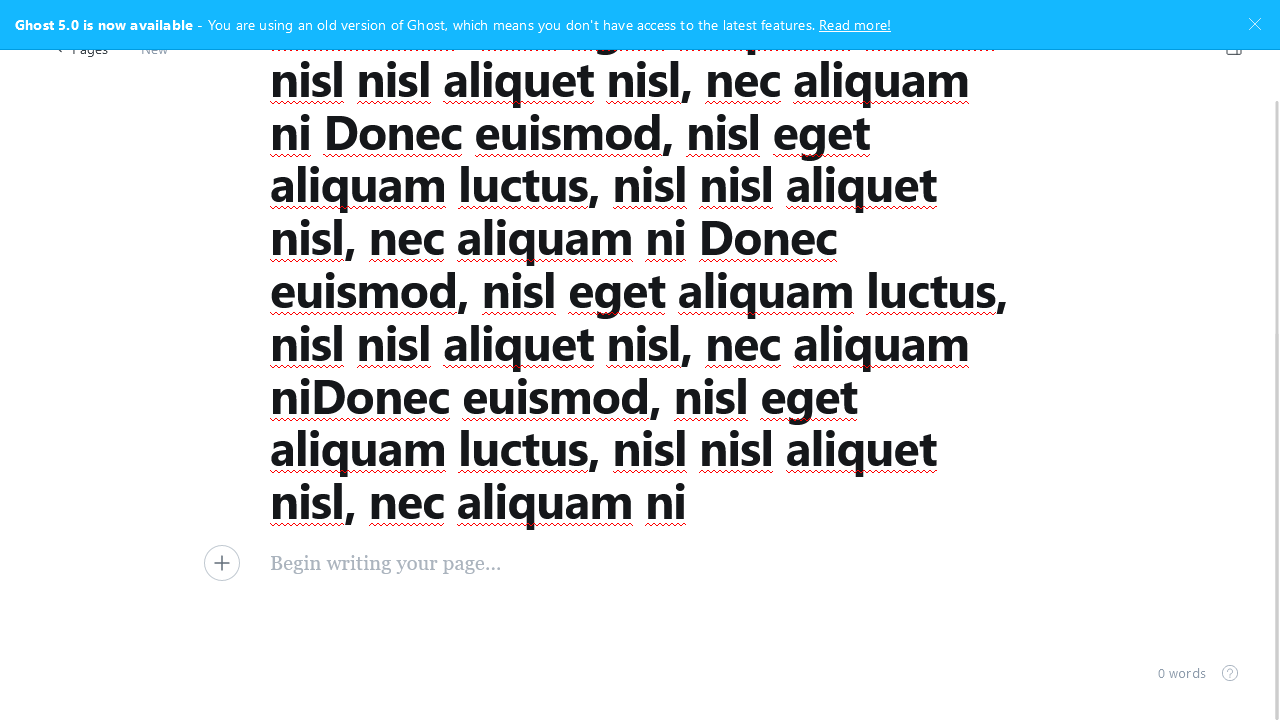 Ghost 5.0 is now available - You are using an old version of Ghost, which means you don't have access to the latest features. Read more!
Pages New
nisl nisl aliquet nisl, nec aliquam
ni Donec euismod, nisl eget
aliquam luctus, nisl nisl aliquet
nisl, nec aliquam ni Donec
euismod, nisl eget aliquam luctus,
nisl nisl aliquet nisl, nec aliquam
niDonec euismod, nisl eget
aliquam luctus, nisl nisl aliquet
nisl, nec aliquam ni
Begin writing your page...
0 words